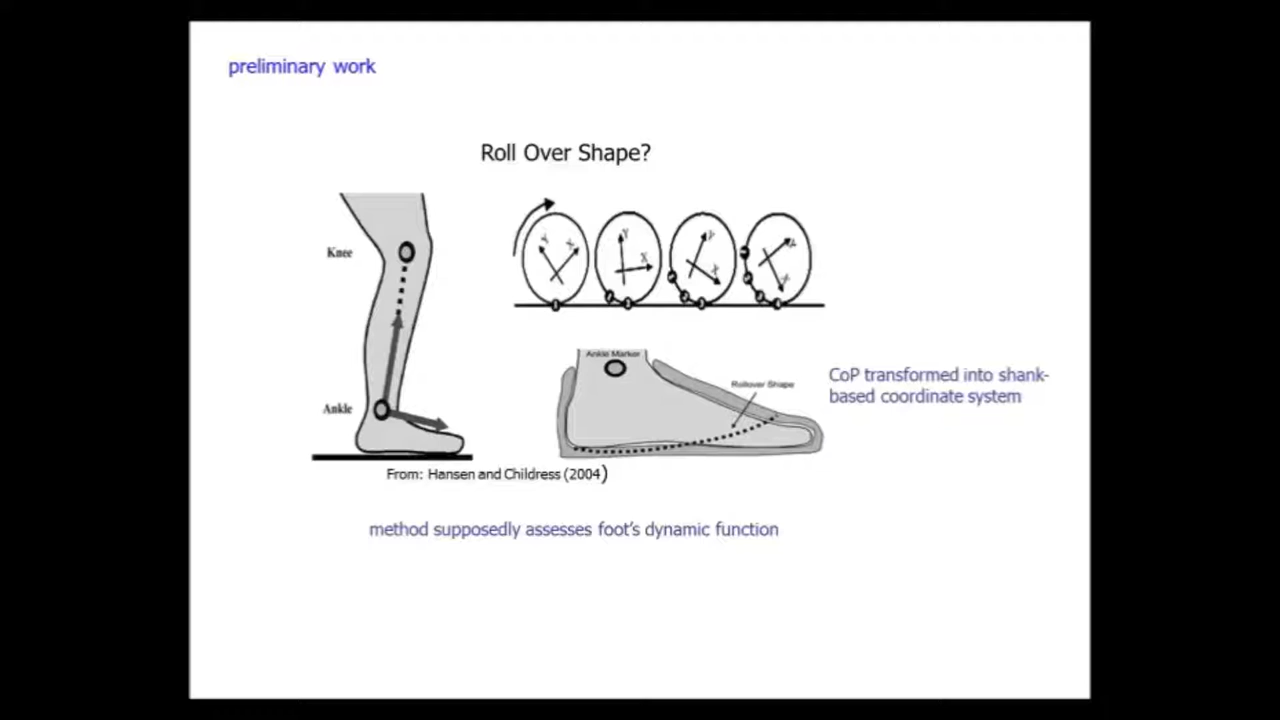 preliminary work
Roll Over Shape?
Knee
Y
X
Y
X
Y
X
Ankle Marker
Rollover Shape
CoP transformed into shank-
based coordinate system
Ankle
From: Hansen and Childress (2004)
method supposedly assesses foot's dynamic function